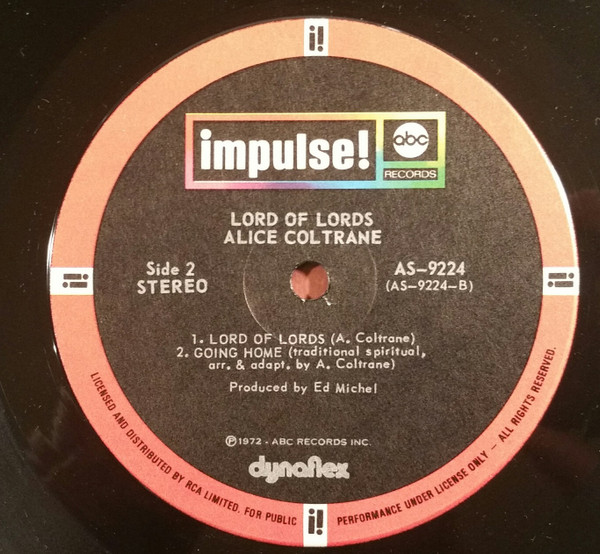 i!
impulse!
abc
RECORDS
LORD OF LORDS
ALICE COLTRANE
Side 2
STEREO
AS-9224
(AS-9224-B)
i!
i!
1. LORD OF LORDS (A. Coltrane)
2. GOING HOME (traditional spiritual,
arr. & adapt. by A. Coltrane)
Produced by Ed Michel
℗1972 - ABC RECORDS INC.
dynaflex
LICENSED AND DISTRIBUTED BY RCA LIMITED. FOR PUBLIC
i!
PERFORMANCE UNDER LICENSE ONLY - ALL RIGHTS RESERVED.